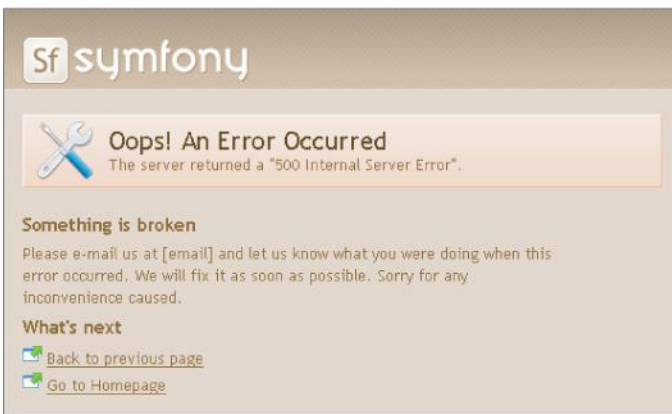 Sf symfony
Oops! An Error Occurred
The server returned a "500 Internal Server Error".
Something is broken
Please e-mail us at [email] and let us know what you were doing when this
error occurred. We will fix it as soon as possible. Sorry for any
inconvenience caused.
What's next
Back to previous page
Go to Homepage